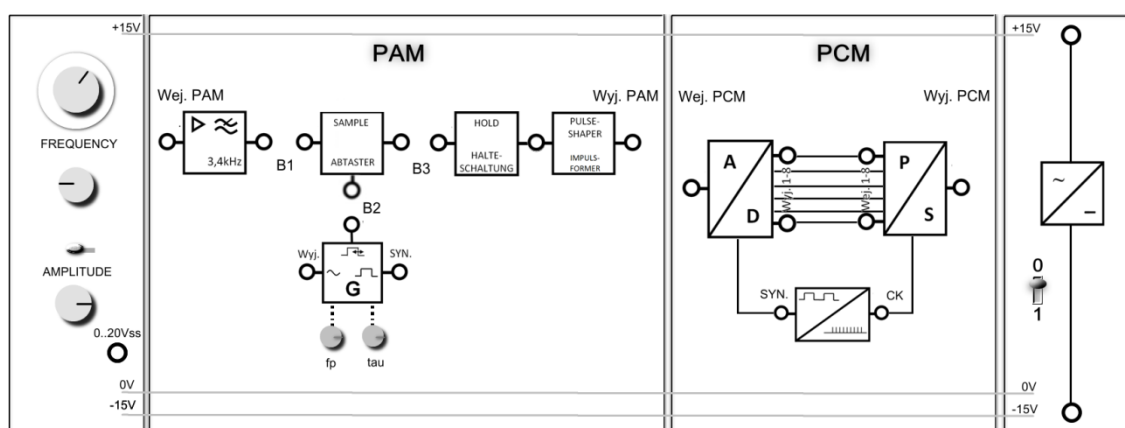 +15V
FREQUENCY
AMPLITUDE
0..20Vss
0V
-15V
PAM
Wej. PAM
Wyj. PAM
3,4kHz
B1
SAMPLE
ABTASTER
B3
HOLD
HALTE-
SCHALTUNG
PULSE-
SHAPER
IMPULS-
FORMER
B2
Wyj.
SYN.
G
fp
tau
PCM
Wej. PCM
Wyj. PCM
A
D
Wyj. 1-8
Wej. 1-8
P
S
SYN.
CK
+15V
0
1
0V
-15V